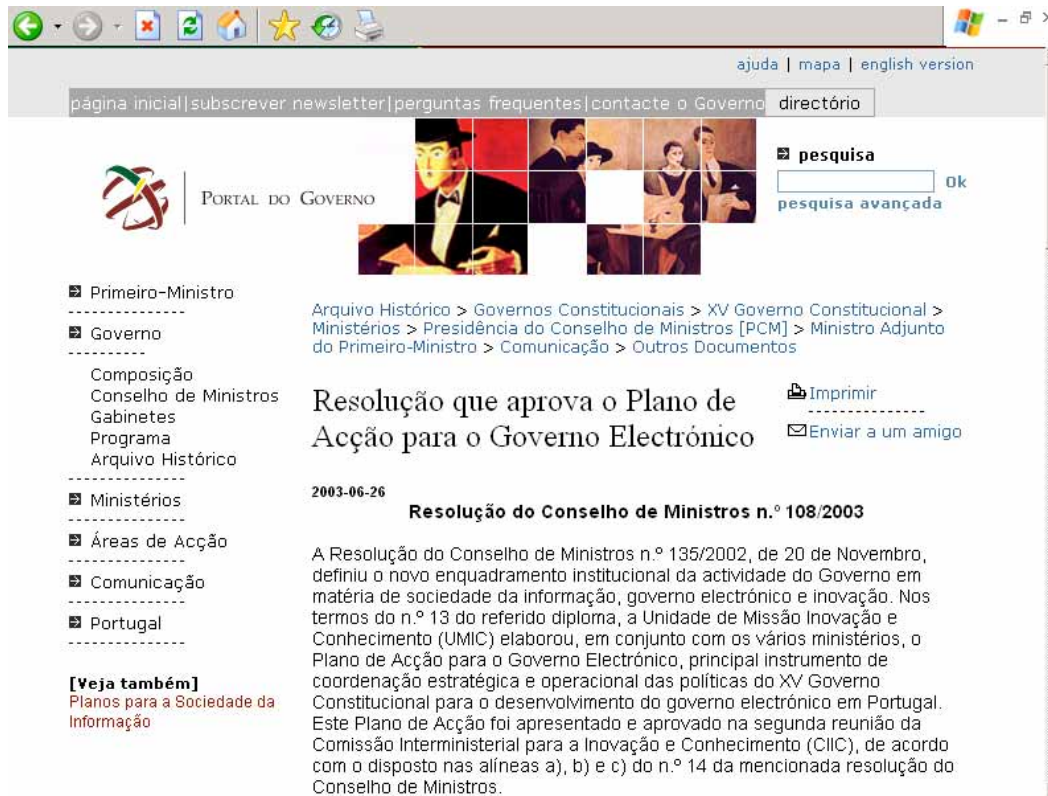 ajuda | mapa | english version
página inicial|subscrever newsletter|perguntas frequentes|contacte o Governo directório
pesquisa
Ok
pesquisa avançada
PORTAL DO GOVERNO
Primeiro-Ministro
Governo
Composição
Conselho de Ministros
Gabinetes
Programa
Arquivo Histórico
Ministérios
Áreas de Acção
Comunicação
Portugal
[Veja também]
Planos para a Sociedade da
Informação
Arquivo Histórico > Governos Constitucionais > XV Governo Constitucional >
Ministérios > Presidência do Conselho de Ministros [PCM] > Ministro Adjunto
do Primeiro-Ministro > Comunicação > Outros Documentos
Resolução que aprova o Plano de
Acção para o Governo Electrónico
Imprimir
Enviar a um amigo
2003-06-26
Resolução do Conselho de Ministros n.º 108/2003
A Resolução do Conselho de Ministros n.º 135/2002, de 20 de Novembro,
definiu o novo enquadramento institucional da actividade do Governo em
matéria de sociedade da informação, governo electrónico e inovação. Nos
termos do n.º 13 do referido diploma, a Unidade de Missão Inovação e
Conhecimento (UMIC) elaborou, em conjunto com os vários ministérios, o
Plano de Acção para o Governo Electrónico, principal instrumento de
coordenação estratégica e operacional das políticas do XV Governo
Constitucional para o desenvolvimento do governo electrónico em Portugal.
Este Plano de Acção foi apresentado e aprovado na segunda reunião da
Comissão Interministerial para a Inovação e Conhecimento (CIIC), de acordo
com o disposto nas alíneas a), b) e c) do n.º 14 da mencionada resolução do
Conselho de Ministros.